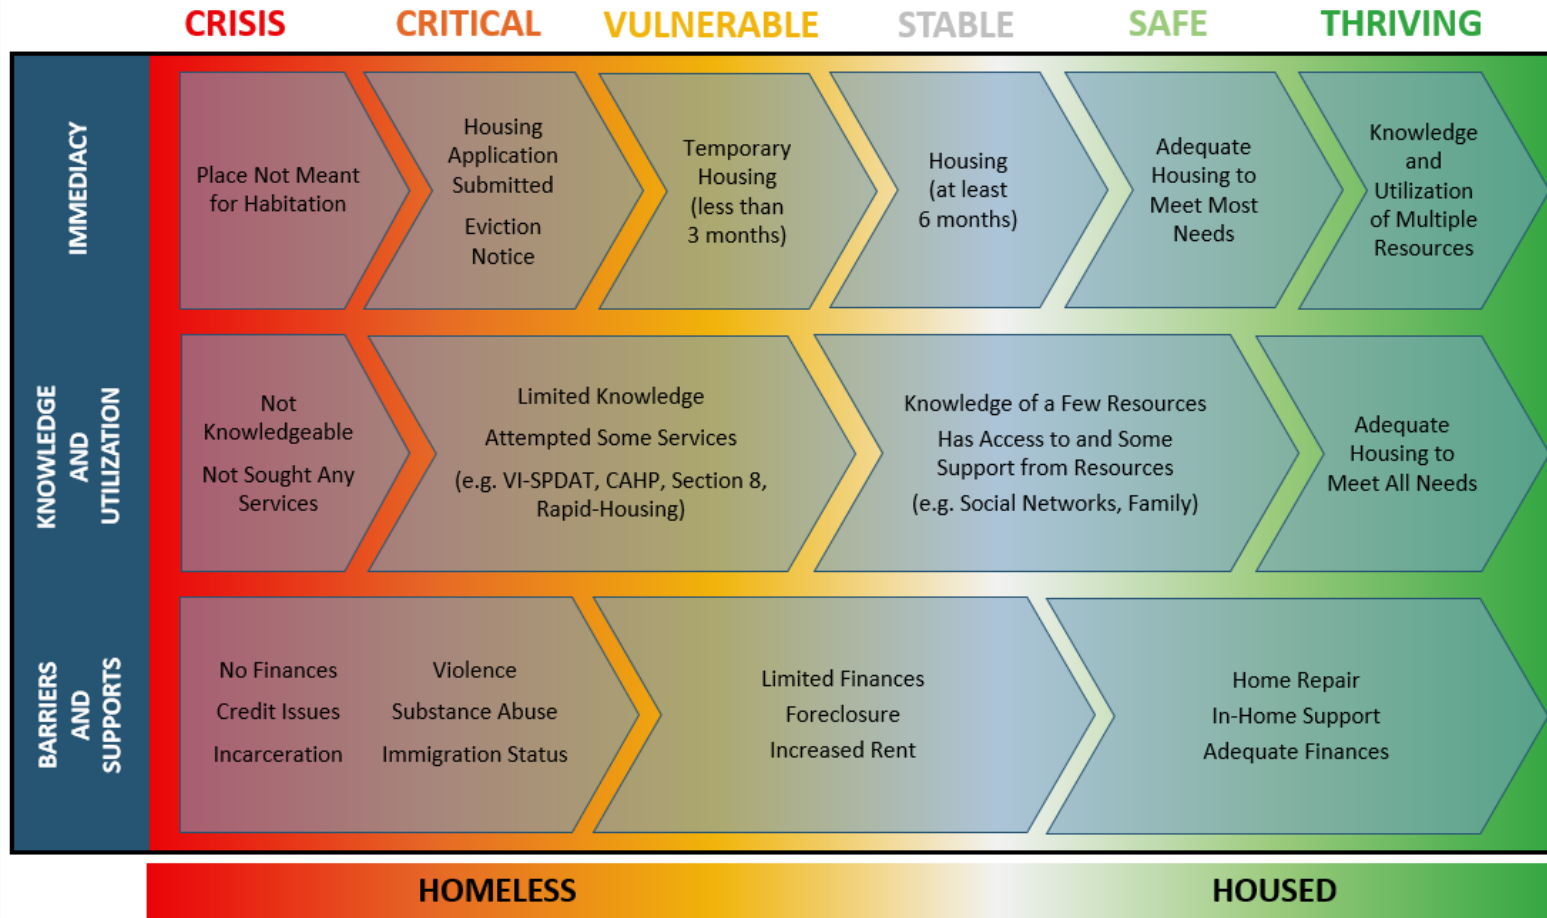 CRISIS CRITICAL VULNERABLE STABLE SAFE THRIVING
IMMEDIACY
Place Not Meant
for Habitation
Housing
Application
Submitted
Eviction
Notice
Temporary
Housing
(less than
3 months)
Housing
(at least
6 months)
Adequate
Housing to
Meet Most
Needs
Knowledge
and
Utilization
of Multiple
Resources
KNOWLEDGE
AND
UTILIZATION
Not
Knowledgeable
Not Sought Any
Services
Limited Knowledge
Attempted Some Services
(e.g. VI-SPDAT, CAHP, Section 8,
Rapid-Housing)
Knowledge of a Few Resources
Has Access to and Some
Support from Resources
(e.g. Social Networks, Family)
Adequate
Housing to
Meet All Needs
BARRIERS
AND
SUPPORTS
No Finances
Credit Issues
Incarceration
Violence
Substance Abuse
Immigration Status
Limited Finances
Foreclosure
Increased Rent
Home Repair
In-Home Support
Adequate Finances
HOMELESS HOUSED